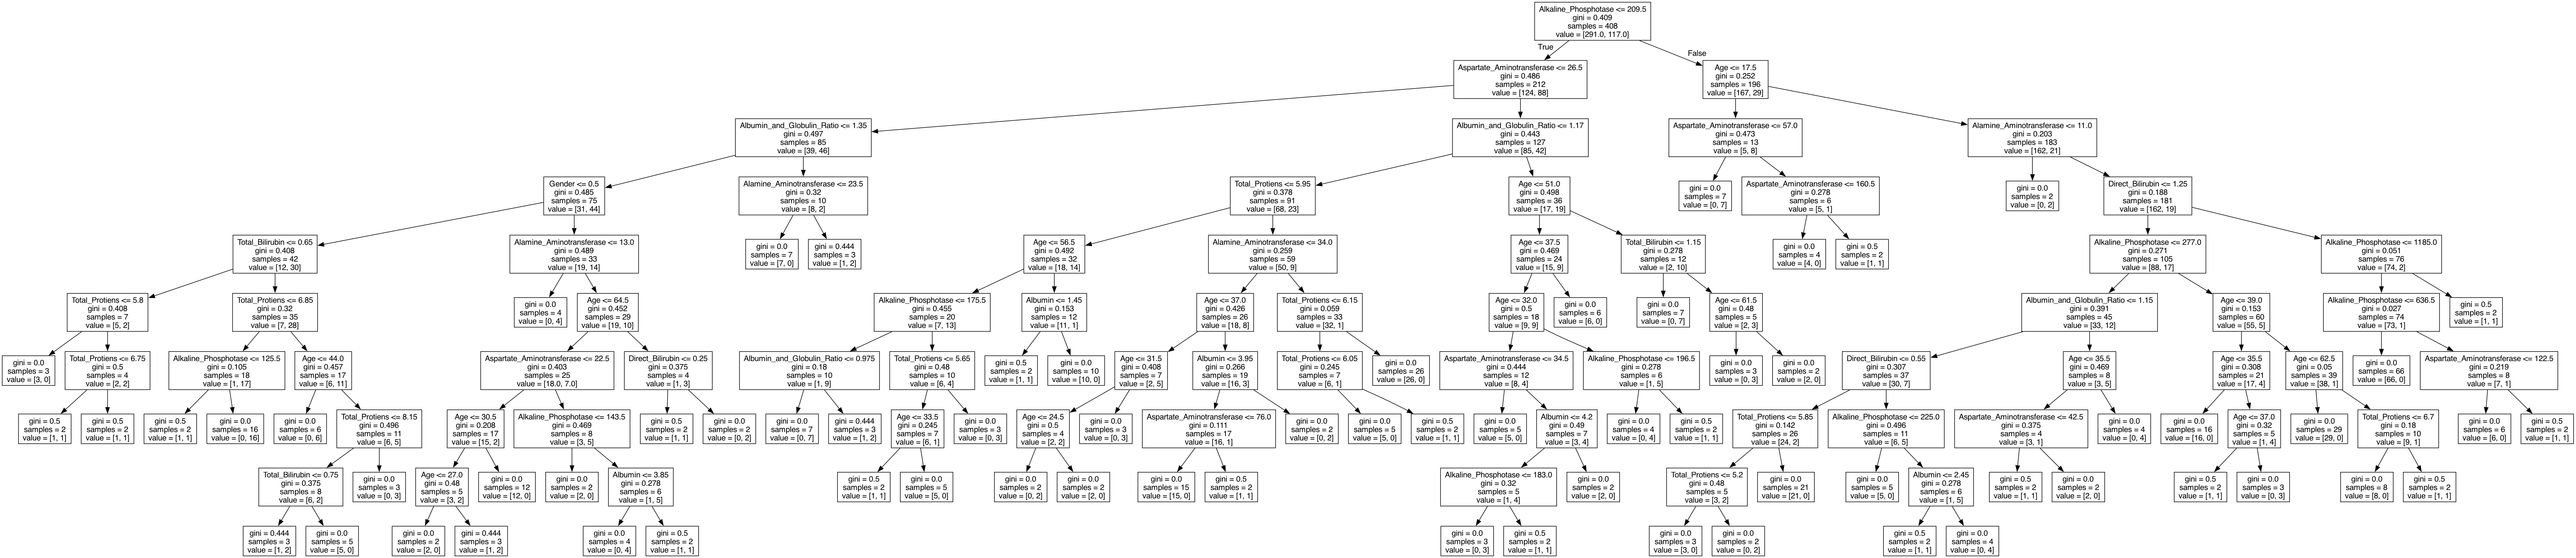 Alkaline_Phosphotase <= 209.5
gini = 0.409
samples = 408
value = [291.0, 117.0]
True
False
Aspartate_Aminotransferase <= 26.5
gini = 0.486
samples = 212
value = [124, 88]
Age <= 17.5
gini = 0.252
samples = 196
value = [167, 29]
Albumin_and_Globulin_Ratio <= 1.35
gini = 0.497
samples = 85
value = [39, 46]
Albumin_and_Globulin_Ratio <= 1.17
gini = 0.443
samples = 127
value = [85, 42]
Aspartate_Aminotransferase <= 57.0
gini = 0.473
samples = 13
value = [5, 8]
Alamine_Aminotransferase <= 11.0
gini = 0.203
samples = 183
value = [162, 21]
Gender <= 0.5
gini = 0.485
samples = 75
value = [31, 44]
Alamine_Aminotransferase <= 23.5
gini = 0.32
samples = 10
value = [8, 2]
Total_Protiens <= 5.95
gini = 0.378
samples = 91
value = [68, 23]
Age <= 51.0
gini = 0.498
samples = 36
value = [17, 19]
gini = 0.0
samples = 7
value = [0, 7]
Aspartate_Aminotransferase <= 160.5
gini = 0.278
samples = 6
value = [5, 1]
gini = 0.0
samples = 2
value = [0, 2]
Direct_Bilirubin <= 1.25
gini = 0.188
samples = 181
value = [162, 19]
Total_Bilirubin <= 0.65
gini = 0.408
samples = 42
value = [12, 30]
Alamine_Aminotransferase <= 13.0
gini = 0.489
samples = 33
value = [19, 14]
gini = 0.0
samples = 7
value = [7, 0]
gini = 0.444
samples = 3
value = [1, 2]
Age <= 56.5
gini = 0.492
samples = 32
value = [18, 14]
Alamine_Aminotransferase <= 34.0
gini = 0.259
samples = 59
value = [50, 9]
Age <= 37.5
gini = 0.469
samples = 24
value = [15, 9]
Total_Bilirubin <= 1.15
gini = 0.278
samples = 12
value = [2, 10]
gini = 0.0
samples = 4
value = [4, 0]
gini = 0.5
samples = 2
value = [1, 1]
Alkaline_Phosphotase <= 277.0
gini = 0.271
samples = 105
value = [88, 17]
Alkaline_Phosphotase <= 1185.0
gini = 0.051
samples = 76
value = [74, 2]
Total_Protiens <= 5.8
gini = 0.408
samples = 7
value = [5, 2]
Total_Protiens <= 6.85
gini = 0.32
samples = 35
value = [7, 28]
gini = 0.0
samples = 4
value = [0, 4]
Age <= 64.5
gini = 0.452
samples = 29
value = [19, 10]
Alkaline_Phosphotase <= 175.5
gini = 0.455
samples = 20
value = [7, 13]
Albumin <= 1.45
gini = 0.153
samples = 12
value = [11, 1]
Age <= 37.0
gini = 0.426
samples = 26
value = [18, 8]
Total_Protiens <= 6.15
gini = 0.059
samples = 33
value = [32, 1]
Age <= 32.0
gini = 0.5
samples = 18
value = [9, 9]
gini = 0.0
samples = 6
value = [6, 0]
gini = 0.0
samples = 7
value = [0, 7]
Age <= 61.5
gini = 0.48
samples = 5
value = [2, 3]
Albumin_and_Globulin_Ratio <= 1.15
gini = 0.391
samples = 45
value = [33, 12]
Age <= 39.0
gini = 0.153
samples = 60
value = [55, 5]
Alkaline_Phosphotase <= 636.5
gini = 0.027
samples = 74
value = [73, 1]
gini = 0.5
samples = 2
value = [1, 1]
gini = 0.0
samples = 3
value = [3, 0]
Total_Protiens <= 6.75
gini = 0.5
samples = 4
value = [2, 2]
Alkaline_Phosphotase <= 125.5
gini = 0.105
samples = 18
value = [1, 17]
Age <= 44.0
gini = 0.457
samples = 17
value = [6, 11]
Aspartate_Aminotransferase <= 22.5
gini = 0.403
samples = 25
value = [18.0, 7.0]
Direct_Bilirubin <= 0.25
gini = 0.375
samples = 4
value = [1, 3]
Albumin_and_Globulin_Ratio <= 0.975
gini = 0.18
samples = 10
value = [1, 9]
Total_Protiens <= 5.65
gini = 0.48
samples = 10
value = [6, 4]
gini = 0.5
samples = 2
value = [1, 1]
gini = 0.0
samples = 10
value = [10, 0]
Age <= 31.5
gini = 0.408
samples = 7
value = [2, 5]
Albumin <= 3.95
gini = 0.266
samples = 19
value = [16, 3]
Total_Protiens <= 6.05
gini = 0.245
samples = 7
value = [6, 1]
gini = 0.0
samples = 26
value = [26, 0]
Aspartate_Aminotransferase <= 34.5
gini = 0.444
samples = 12
value = [8, 4]
Alkaline_Phosphotase <= 196.5
gini = 0.278
samples = 6
value = [1, 5]
gini = 0.0
samples = 3
value = [0, 3]
gini = 0.0
samples = 2
value = [2, 0]
Direct_Bilirubin <= 0.55
gini = 0.307
samples = 37
value = [30, 7]
Age <= 35.5
gini = 0.469
samples = 8
value = [3, 5]
Age <= 35.5
gini = 0.308
samples = 21
value = [17, 4]
Age <= 62.5
gini = 0.05
samples = 39
value = [38, 1]
gini = 0.0
samples = 66
value = [66, 0]
Aspartate_Aminotransferase <= 122.5
gini = 0.219
samples = 8
value = [7, 1]
gini = 0.5
samples = 2
value = [1, 1]
gini = 0.5
samples = 2
value = [1, 1]
gini = 0.5
samples = 2
value = [1, 1]
gini = 0.0
samples = 16
value = [0, 16]
gini = 0.0
samples = 6
value = [0, 6]
Total_Protiens <= 8.15
gini = 0.496
samples = 11
value = [6, 5]
Age <= 30.5
gini = 0.208
samples = 17
value = [15, 2]
Alkaline_Phosphotase <= 143.5
gini = 0.469
samples = 8
value = [3, 5]
gini = 0.5
samples = 2
value = [1, 1]
gini = 0.0
samples = 2
value = [0, 2]
gini = 0.0
samples = 7
value = [0, 7]
gini = 0.444
samples = 3
value = [1, 2]
Age <= 33.5
gini = 0.245
samples = 7
value = [6, 1]
gini = 0.0
samples = 3
value = [0, 3]
Age <= 24.5
gini = 0.5
samples = 4
value = [2, 2]
gini = 0.0
samples = 3
value = [0, 3]
Aspartate_Aminotransferase <= 76.0
gini = 0.111
samples = 17
value = [16, 1]
gini = 0.0
samples = 2
value = [0, 2]
gini = 0.0
samples = 5
value = [5, 0]
gini = 0.5
samples = 2
value = [1, 1]
gini = 0.0
samples = 5
value = [5, 0]
Albumin <= 4.2
gini = 0.49
samples = 7
value = [3, 4]
gini = 0.0
samples = 4
value = [0, 4]
gini = 0.5
samples = 2
value = [1, 1]
Total_Protiens <= 5.85
gini = 0.142
samples = 26
value = [24, 2]
Alkaline_Phosphotase <= 225.0
gini = 0.496
samples = 11
value = [6, 5]
Aspartate_Aminotransferase <= 42.5
gini = 0.375
samples = 4
value = [3, 1]
gini = 0.0
samples = 4
value = [0, 4]
gini = 0.0
samples = 16
value = [16, 0]
Age <= 37.0
gini = 0.32
samples = 5
value = [1, 4]
gini = 0.0
samples = 29
value = [29, 0]
Total_Protiens <= 6.7
gini = 0.18
samples = 10
value = [9, 1]
gini = 0.0
samples = 6
value = [6, 0]
gini = 0.5
samples = 2
value = [1, 1]
Total_Bilirubin <= 0.75
gini = 0.375
samples = 8
value = [6, 2]
gini = 0.0
samples = 3
value = [0, 3]
Age <= 27.0
gini = 0.48
samples = 5
value = [3, 2]
gini = 0.0
samples = 12
value = [12, 0]
gini = 0.0
samples = 2
value = [2, 0]
Albumin <= 3.85
gini = 0.278
samples = 6
value = [1, 5]
gini = 0.5
samples = 2
value = [1, 1]
gini = 0.0
samples = 5
value = [5, 0]
gini = 0.0
samples = 2
value = [0, 2]
gini = 0.0
samples = 2
value = [2, 0]
gini = 0.0
samples = 15
value = [15, 0]
gini = 0.5
samples = 2
value = [1, 1]
Alkaline_Phosphotase <= 183.0
gini = 0.32
samples = 5
value = [1, 4]
gini = 0.0
samples = 2
value = [2, 0]
Total_Protiens <= 5.2
gini = 0.48
samples = 5
value = [3, 2]
gini = 0.0
samples = 21
value = [21, 0]
gini = 0.0
samples = 5
value = [5, 0]
Albumin <= 2.45
gini = 0.278
samples = 6
value = [1, 5]
gini = 0.5
samples = 2
value = [1, 1]
gini = 0.0
samples = 2
value = [2, 0]
gini = 0.5
samples = 2
value = [1, 1]
gini = 0.0
samples = 3
value = [0, 3]
gini = 0.0
samples = 8
value = [8, 0]
gini = 0.5
samples = 2
value = [1, 1]
gini = 0.444
samples = 3
value = [1, 2]
gini = 0.0
samples = 5
value = [5, 0]
gini = 0.0
samples = 2
value = [2, 0]
gini = 0.444
samples = 3
value = [1, 2]
gini = 0.0
samples = 4
value = [0, 4]
gini = 0.5
samples = 2
value = [1, 1]
gini = 0.0
samples = 3
value = [0, 3]
gini = 0.5
samples = 2
value = [1, 1]
gini = 0.0
samples = 3
value = [3, 0]
gini = 0.0
samples = 2
value = [0, 2]
gini = 0.5
samples = 2
value = [1, 1]
gini = 0.0
samples = 4
value = [0, 4]